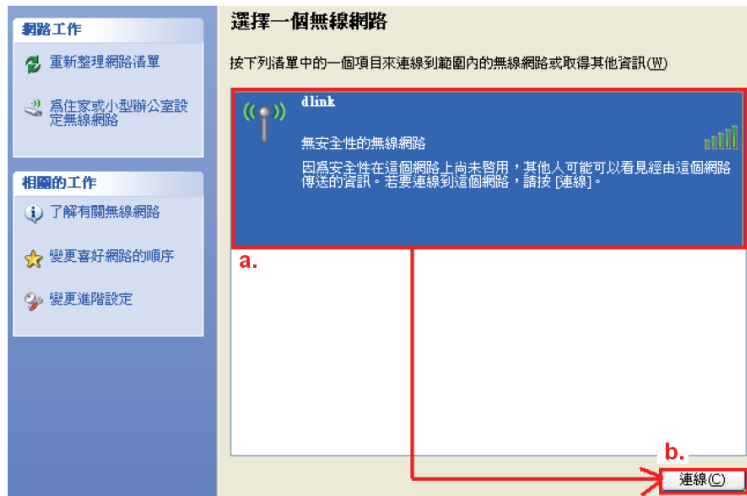 網路工作
重新整理網路清單
為住家或小型辦公室設
定無線網路
相關的工作
了解有關無線網路
變更喜好網路的順序
變更進階設定
選擇一個無線網路
按下列清單中的一個項目來連線到範圍內的無線網路或取得其他資訊(W)
dlink
無安全性的無線網路
因為安全性在這個網路上尚未啟用，其他人可能可以看見經由這個網路
傳送的資訊。若要連線到這個網路，請按 [連線]。
a.
b.
連線(C)